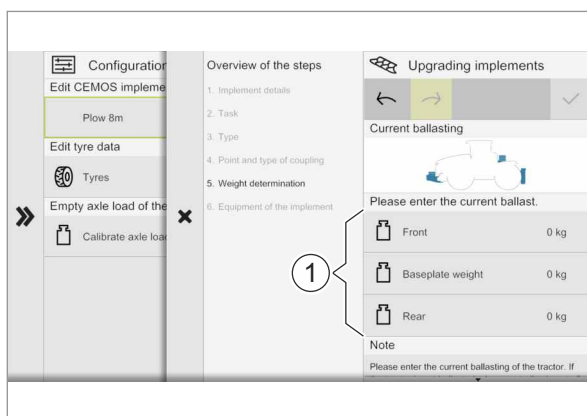 Configuration
Edit CEMOS impleme
Plow 8m
Edit tyre data
Tyres
Empty axle load of the
Calibrate axle load
Overview of the steps
1. Implement details
2. Task
3. Type
4. Point and type of coupling
5. Weight determination
6. Equipment of the implement
Upgrading implements
Current ballasting
Please enter the current ballast.
Front 0 kg
Baseplate weight 0 kg
Rear 0 kg
Note
Please enter the current ballasting of the tractor. If
1